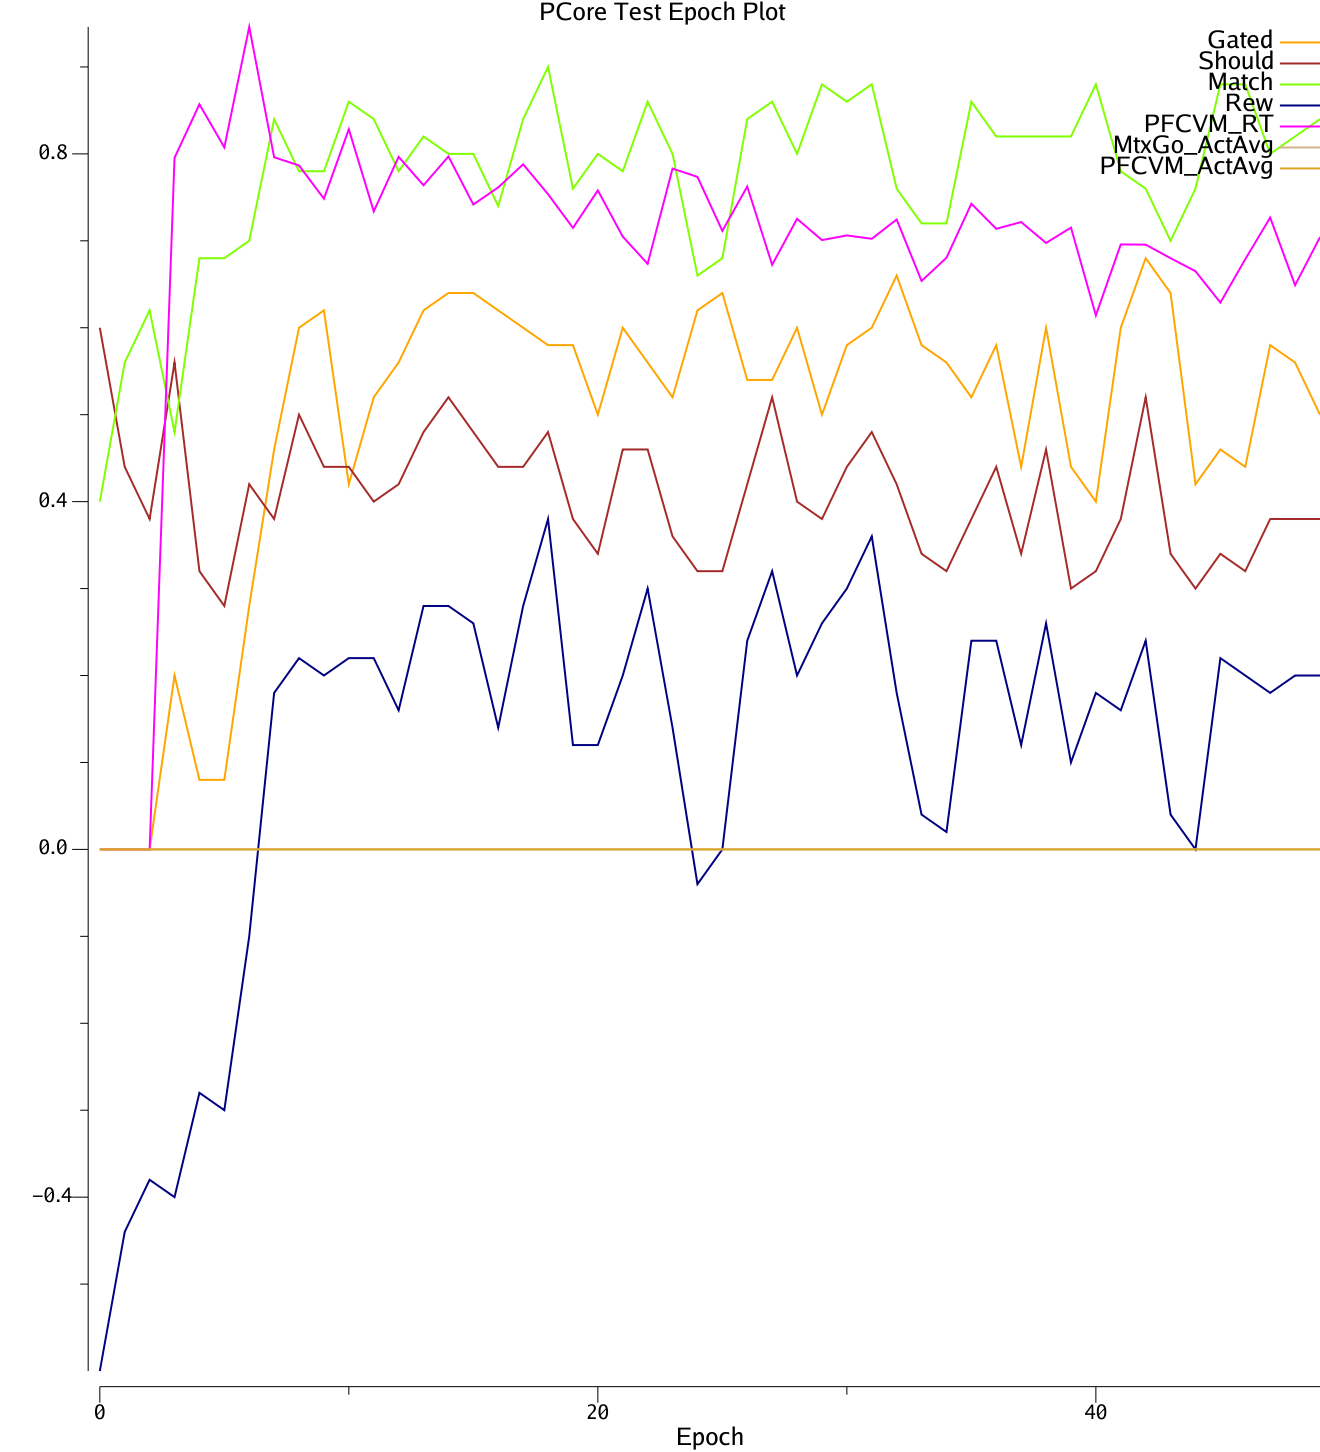 PCore Test Epoch Plot
Gated
Should
Match
Rew
PFCVM_RT
MtxGo_ActAvg
PFCVM_ActAvg
0.8
0.4
0.0
−0.4
0 20 40
Epoch